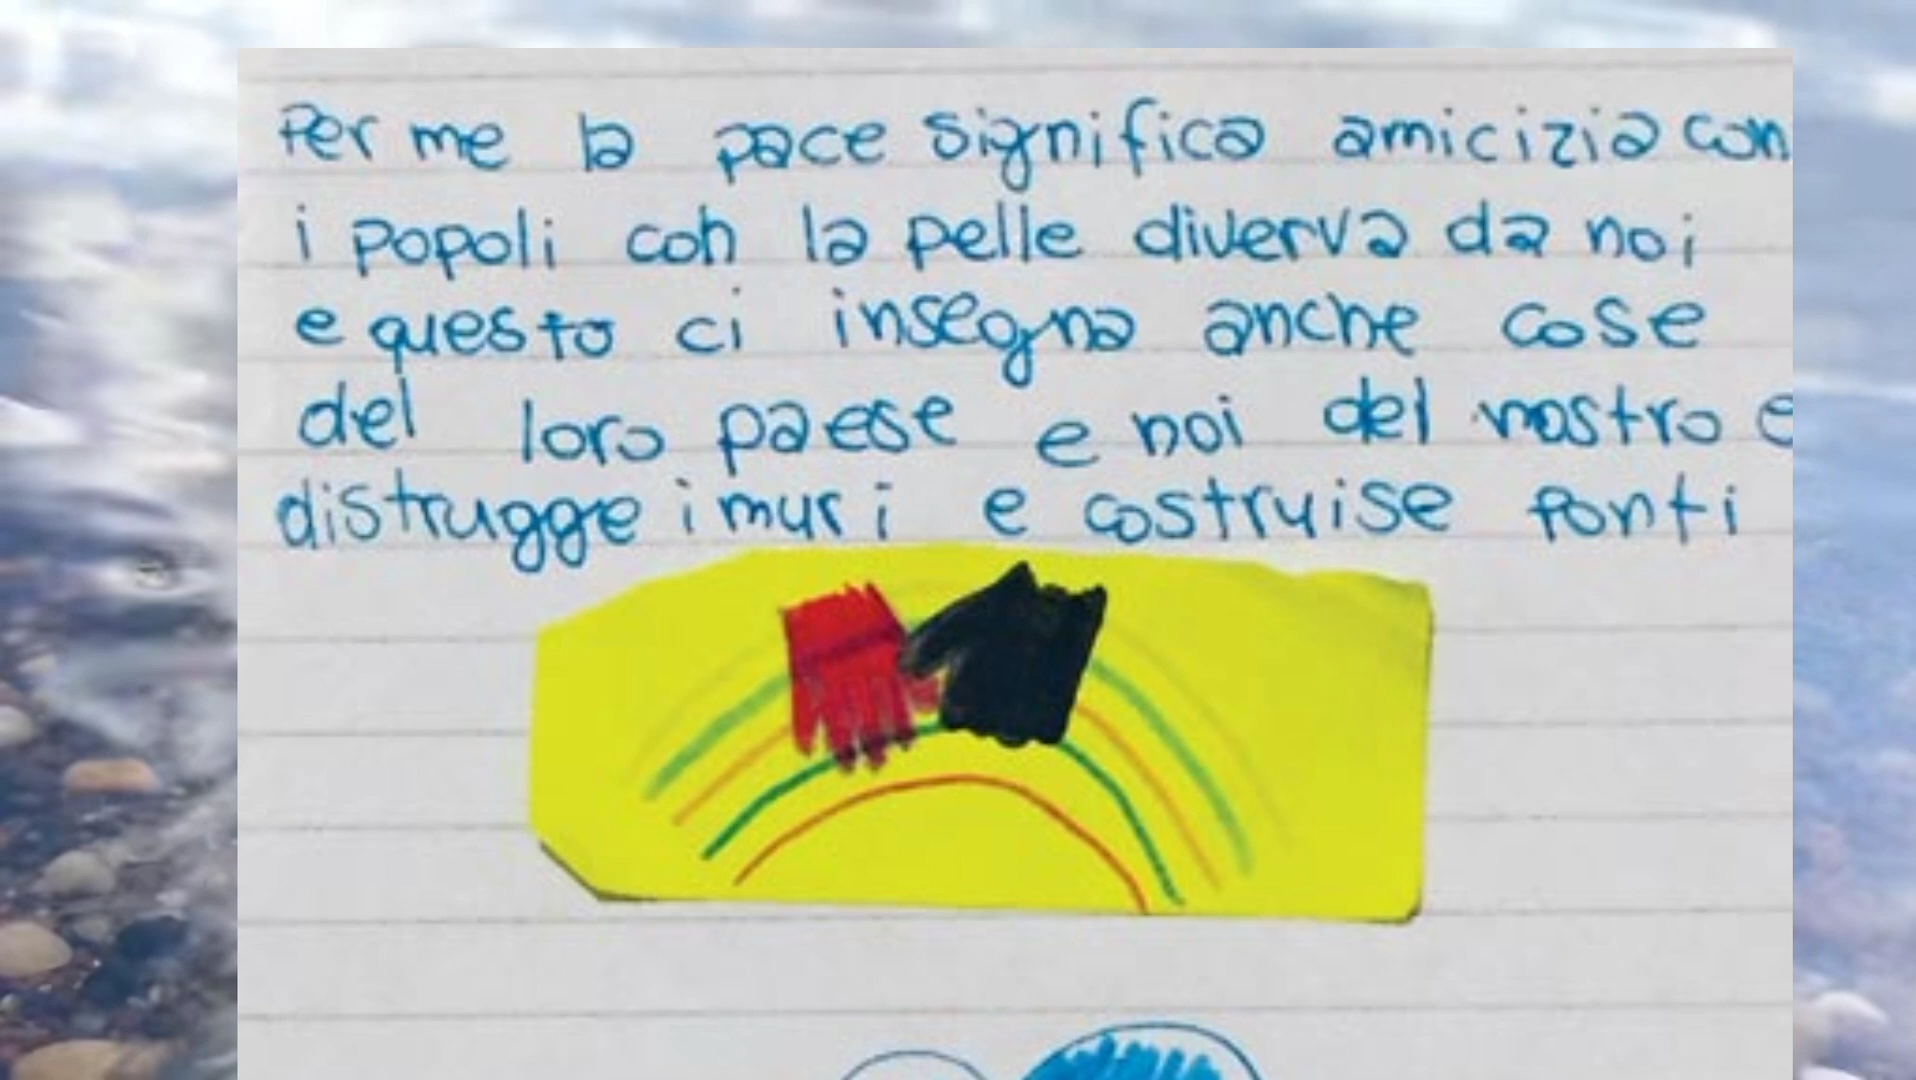 Per me la pace significa amicizia con
i popoli con la pelle diverva da noi
e questo ci insegna anche cose
del loro paese e noi del nostro e
distrugge i muri e costruise ponti